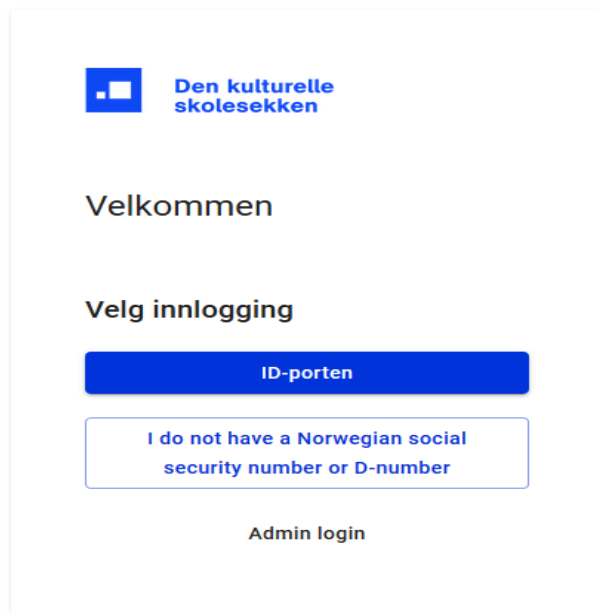 Den kulturelle
skolesekken
Velkommen
Velg innlogging
ID-porten
I do not have a Norwegian social
security number or D-number
Admin login